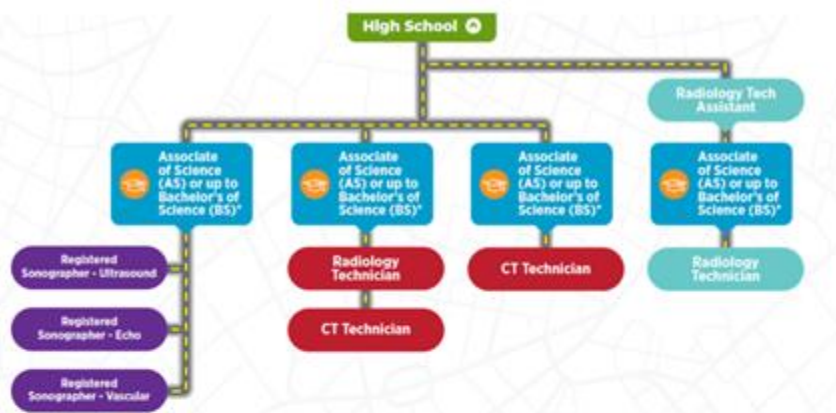 High School
Radiology Tech
Assistant
Associate
of Science
(AS) or up to
Bachelor's of
Science (BS)*
Associate
of Science
(AS) or up to
Bachelor's of
Science (BS)*
Associate
of Science
(AS) or up to
Bachelor's of
Science (BS)*
Associate
of Science
(AS) or up to
Bachelor's of
Science (BS)*
Registered
Sonographer - Ultrasound
Radiology
Technician
CT Technician
Radiology
Technician
Registered
Sonographer - Echo
CT Technician
Registered
Sonographer - Vascular